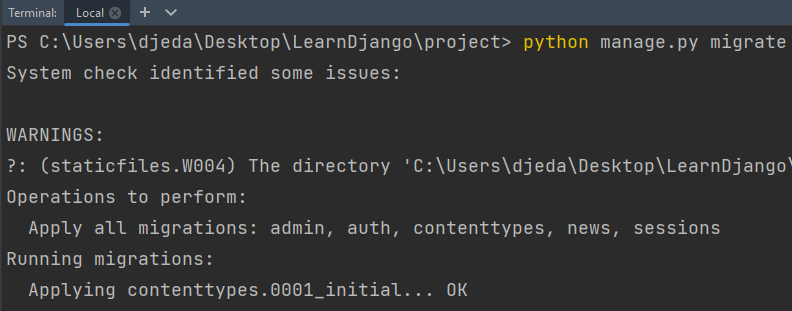 Terminal: Local
PS C:\Users\djeda\Desktop\LearnDjango\project> python manage.py migrate
System check identified some issues:
WARNINGS:
?: (staticfiles.W004) The directory 'C:\Users\djeda\Desktop\LearnDjango\
Operations to perform:
  Apply all migrations: admin, auth, contenttypes, news, sessions
Running migrations:
  Applying contenttypes.0001_initial... OK